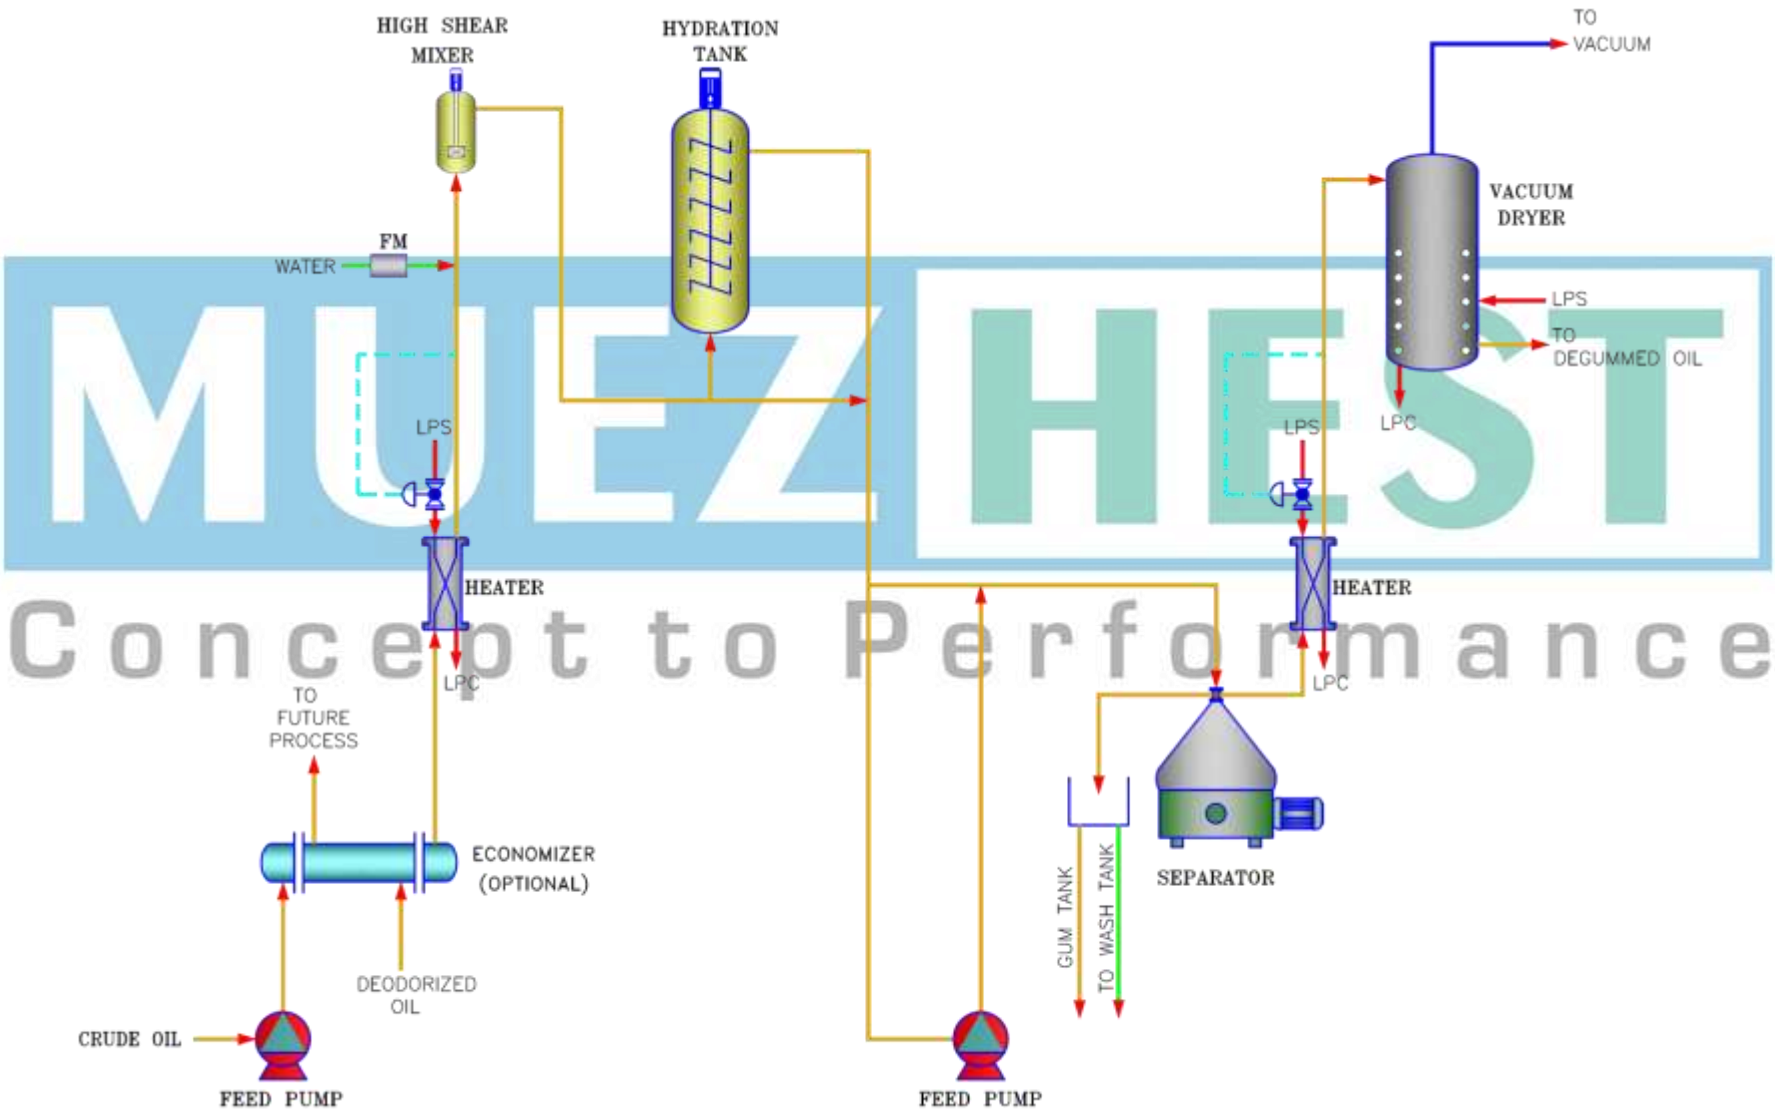 HIGH SHEAR
MIXER
HYDRATION
TANK
TO
VACUUM
VACUUM
DRYER
FM
WATER
LPS
TO
DEGUMMED OIL
LPC
MUEZ HEST
LPS
LPS
HEATER
HEATER
Concept to Performance
LPC
LPC
TO
FUTURE
PROCESS
ECONOMIZER
(OPTIONAL)
SEPARATOR
GUM TANK
TO WASH TANK
DEODORIZED
OIL
CRUDE OIL
FEED PUMP
FEED PUMP